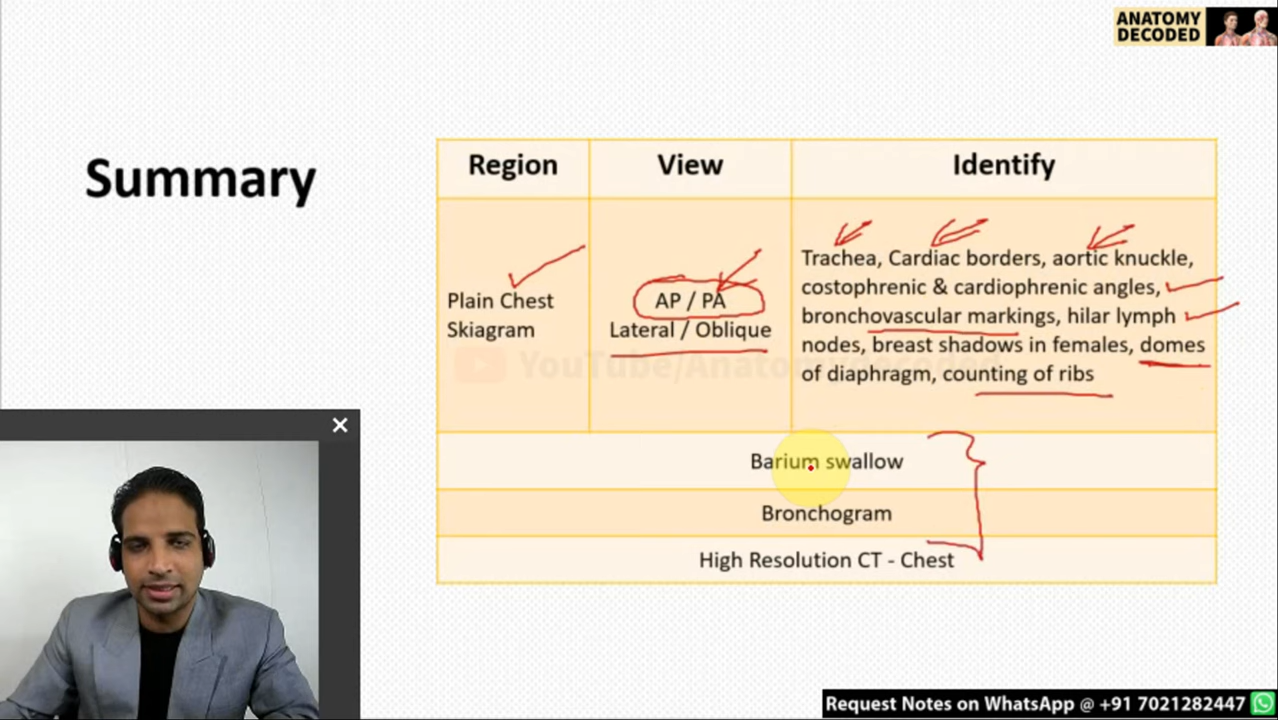 ANATOMY
DECODED
Summary
Region
View
Identify
Plain Chest
Skiagram
AP / PA
Lateral / Oblique
Trachea, Cardiac borders, aortic knuckle,
costophrenic & cardiophrenic angles,
bronchovascular markings, hilar lymph
nodes, breast shadows in females, domes
of diaphragm, counting of ribs
YouTube/Anatomydecoded
Barium swallow
Bronchogram
High Resolution CT - Chest
Request Notes on WhatsApp @ +91 7021282447